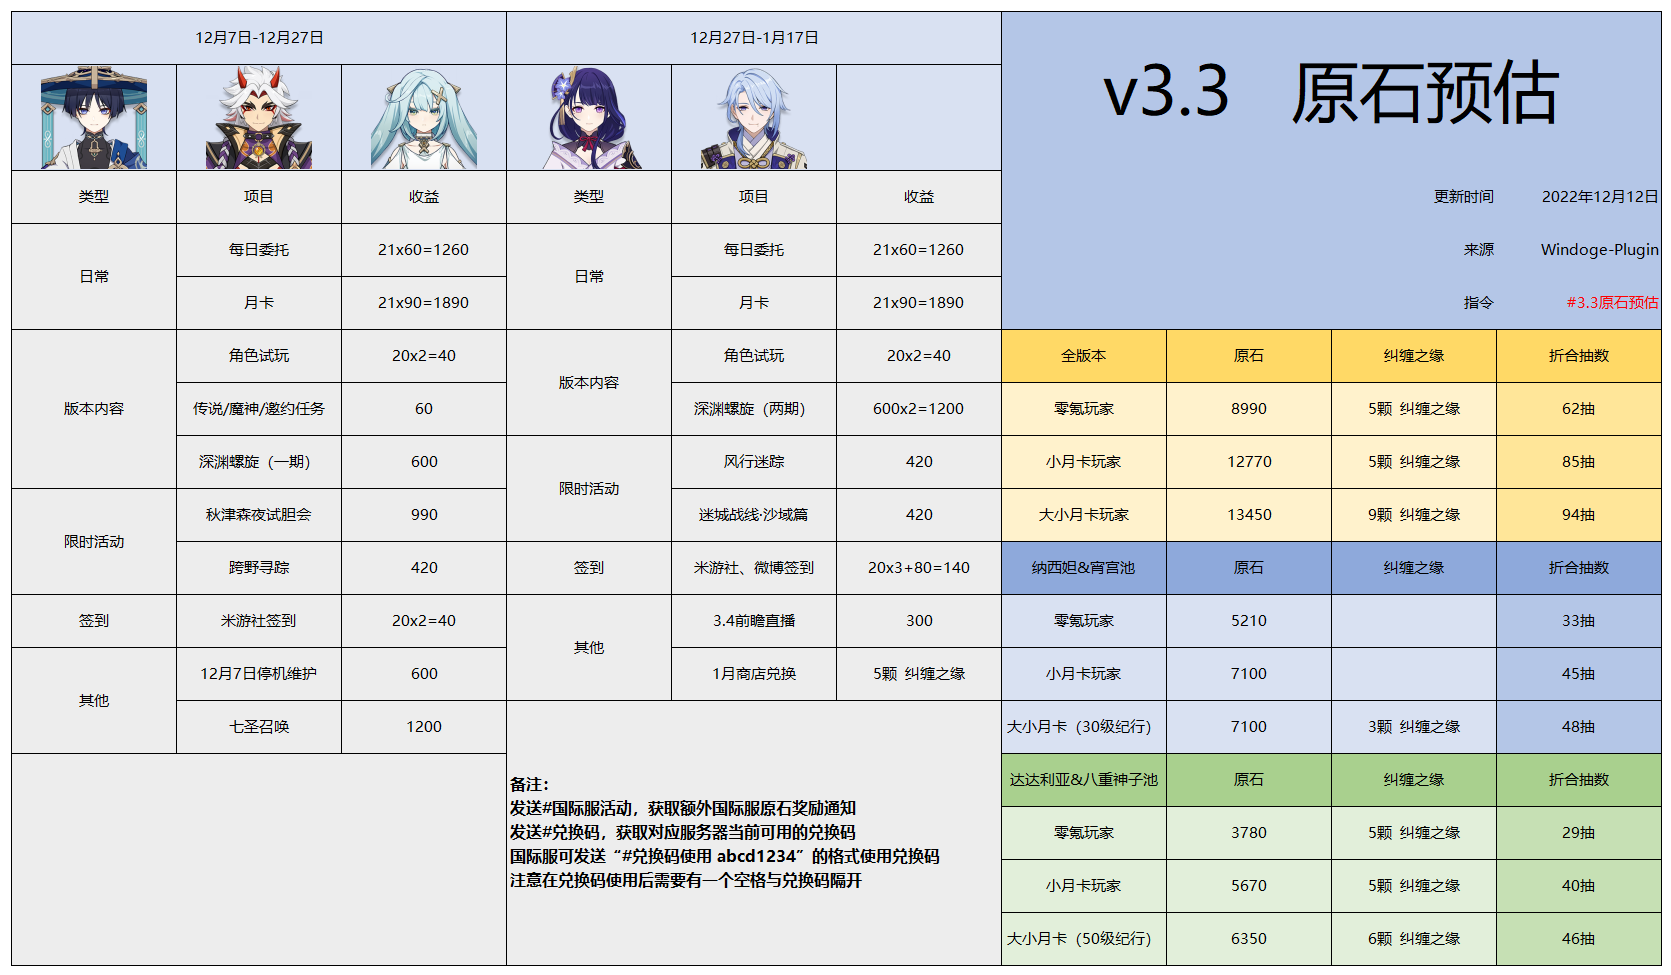 12月7日-12月27日
12月27日-1月17日
v3.3 原石预估
类型 项目 收益 类型 项目 收益 更新时间 2022年12月12日
日常 每日委托 21x60=1260 日常 每日委托 21x60=1260 来源 Windoge-Plugin
月卡 21x90=1890 月卡 21x90=1890 指令 #3.3原石预估
版本内容 角色试玩 20x2=40 版本内容 角色试玩 20x2=40 全版本 原石 纠缠之缘 折合抽数
传说/魔神/邀约任务 60 深渊螺旋（两期） 600x2=1200 零氪玩家 8990 5颗 纠缠之缘 62抽
深渊螺旋（一期） 600 限时活动 风行迷踪 420 小月卡玩家 12770 5颗 纠缠之缘 85抽
限时活动 秋津森夜试胆会 990 迷城战线·沙域篇 420 大小月卡玩家 13450 9颗 纠缠之缘 94抽
跨野寻踪 420 签到 米游社、微博签到 20x3+80=140 纳西妲&宵宫池 原石 纠缠之缘 折合抽数
签到 米游社签到 20x2=40 其他 3.4前瞻直播 300 零氪玩家 5210 33抽
其他 12月7日停机维护 600 1月商店兑换 5颗 纠缠之缘 小月卡玩家 7100 45抽
七圣召唤 1200 大小月卡（30级纪行） 7100 3颗 纠缠之缘 48抽
备注：
发送#国际服活动，获取额外国际服原石奖励通知
发送#兑换码，获取对应服务器当前可用的兑换码
国际服可发送“#兑换码使用 abcd1234”的格式使用兑换码
注意在兑换码使用后需要有一个空格与兑换码隔开
达达利亚&八重神子池 原石 纠缠之缘 折合抽数
零氪玩家 3780 5颗 纠缠之缘 29抽
小月卡玩家 5670 5颗 纠缠之缘 40抽
大小月卡（50级纪行） 6350 6颗 纠缠之缘 46抽